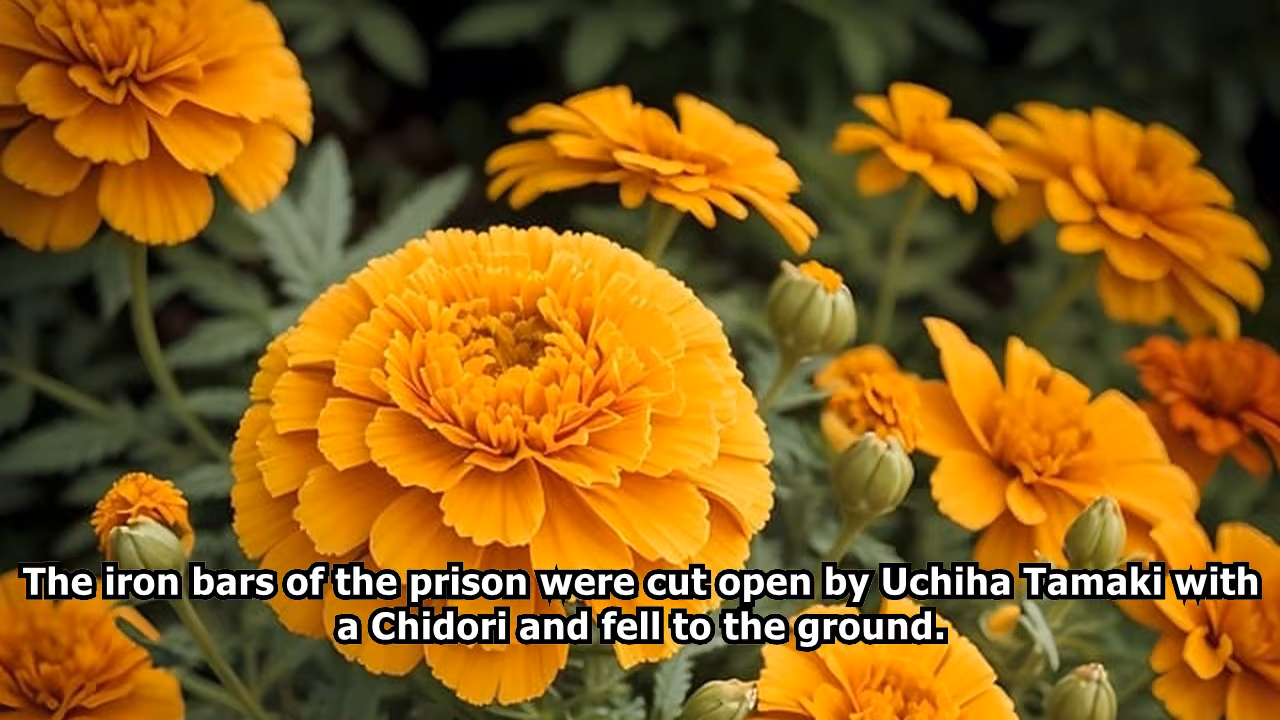 The iron bars of the prison were cut open by Uchiha Tamaki with
a Chidori and fell to the ground.